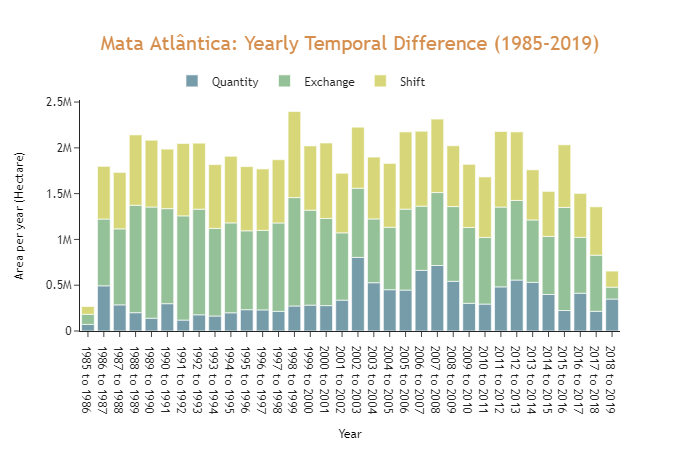 Mata Atlântica: Yearly Temporal Difference (1985-2019)
Quantity Exchange Shift
Area per year (Hectare)
2.5M
2M
1.5M
1M
0.5M
0
1985 to 1986
1986 to 1987
1987 to 1988
1988 to 1989
1989 to 1990
1990 to 1991
1991 to 1992
1992 to 1993
1993 to 1994
1994 to 1995
1995 to 1996
1996 to 1997
1997 to 1998
1998 to 1999
1999 to 2000
2000 to 2001
2001 to 2002
2002 to 2003
2003 to 2004
2004 to 2005
2005 to 2006
2006 to 2007
2007 to 2008
2008 to 2009
2009 to 2010
2010 to 2011
2011 to 2012
2012 to 2013
2013 to 2014
2014 to 2015
2015 to 2016
2016 to 2017
2017 to 2018
2018 to 2019
Year